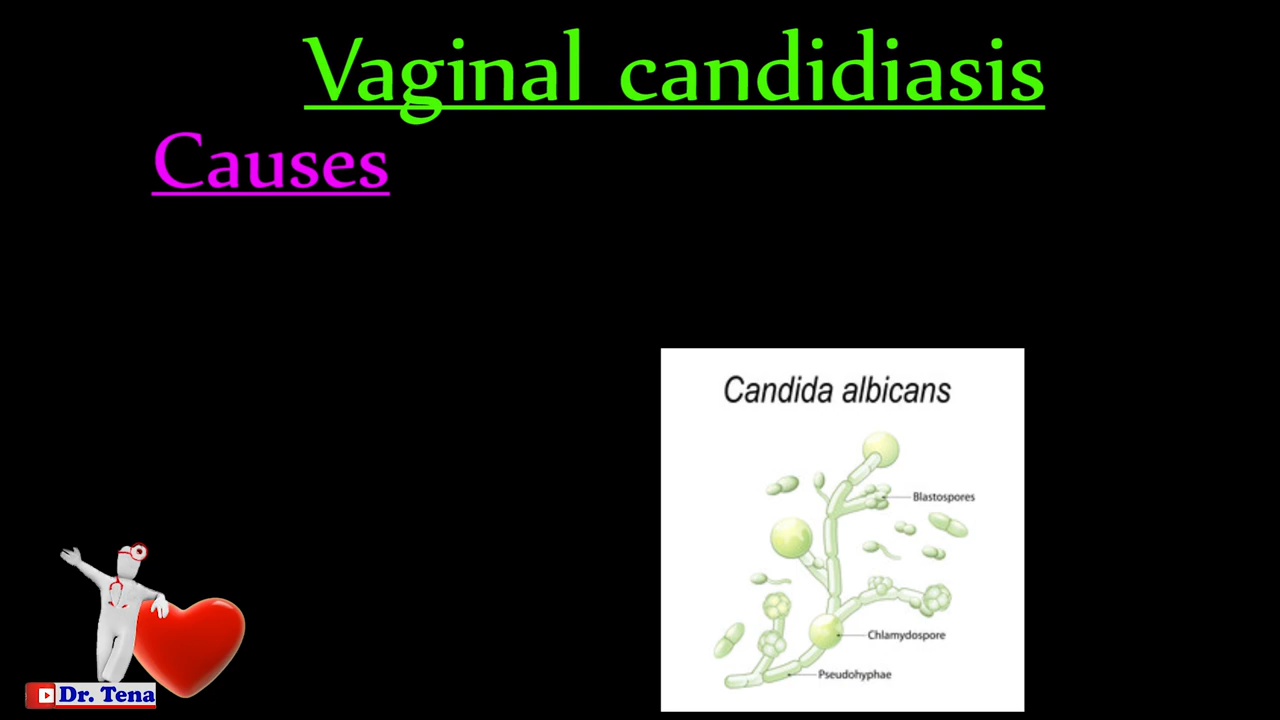 Vaginal candidiasis
Causes
Candida albicans
Blastospores
Chlamydospore
Pseudohyphae
Dr. Tena